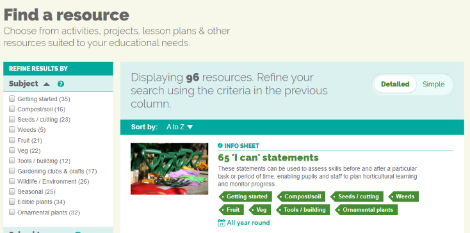 Find a resource
Choose from activities, projects, lesson plans & other
resources suited to your educational needs.
REFINE RESULTS BY
Subject
Getting started (35)
Compost/soil (16)
Seeds / cutting (23)
Weeds (5)
Fruit (21)
Veg (22)
Tools / building (12)
Gardening clubs & crafts (17)
Wildlife / Environment (26)
Seasonal (25)
Edible plants (34)
Ornamental plants (32)
Displaying 96 resources. Refine your
search using the criteria in the previous
column.
Detailed Simple
Sort by: A to Z
INFO SHEET
65 'I can' statements
These statements can be used to assess skills before and after a particular
task or period of time, enabling pupils and staff to plan horticultural learning
and monitor progress.
Getting started Compost/soil Seeds / cutting Weeds
Fruit Veg Tools / building Ornamental plants
All year round